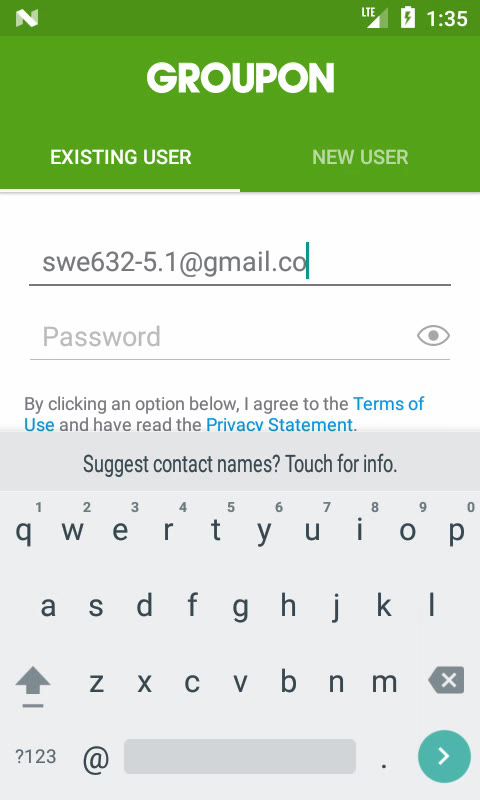 LTE 1:35
GROUPON
EXISTING USER NEW USER
swe632-5.1@gmail.co
Password
By clicking an option below, I agree to the Terms of
Use and have read the Privacy Statement.
Suggest contact names? Touch for info.
1 2 3 4 5 6 7 8 9 0
q w e r t y u i o p
a s d f g h j k l
z x c v b n m
?123 @ .